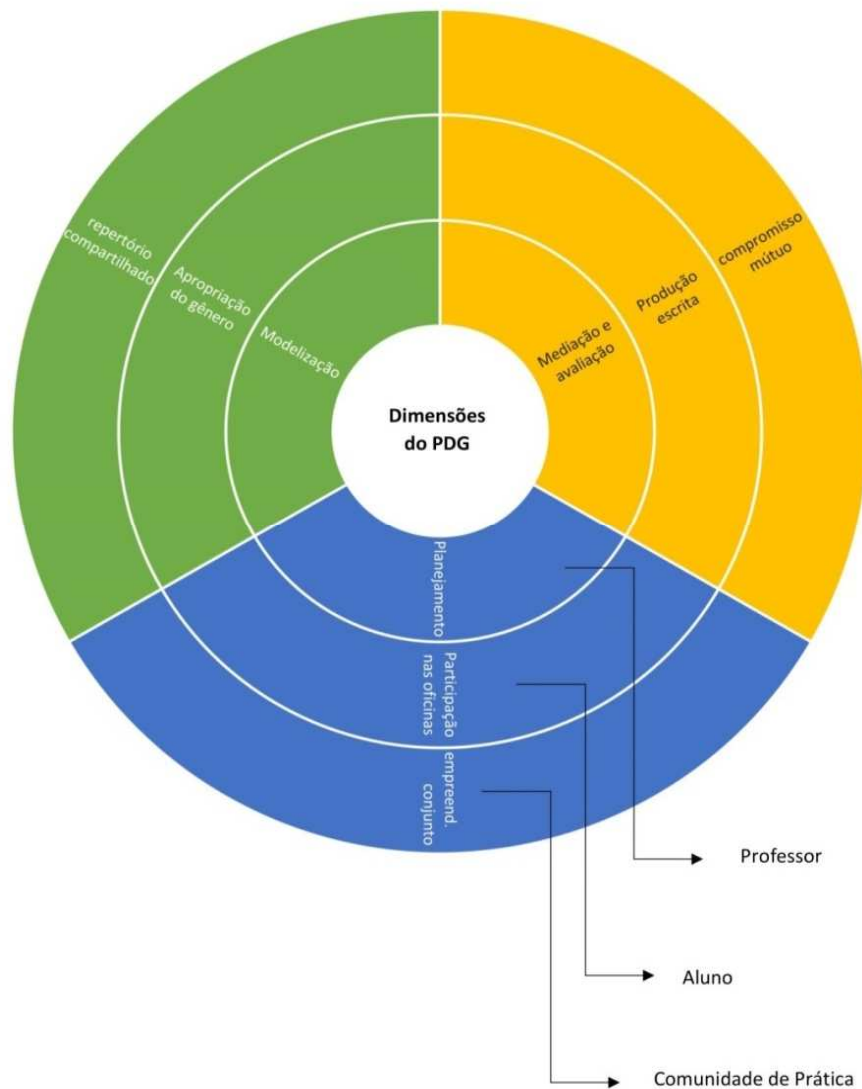 repertório
compartilhado
Apropriação
do gênero
Modelização
compromisso
mútuo
Produção
escrita
Mediação e
avaliação
Dimensões
do PDG
Planejamento
Participação
nas oficinas
empreend.
conjunto
Professor
Aluno
Comunidade de Prática